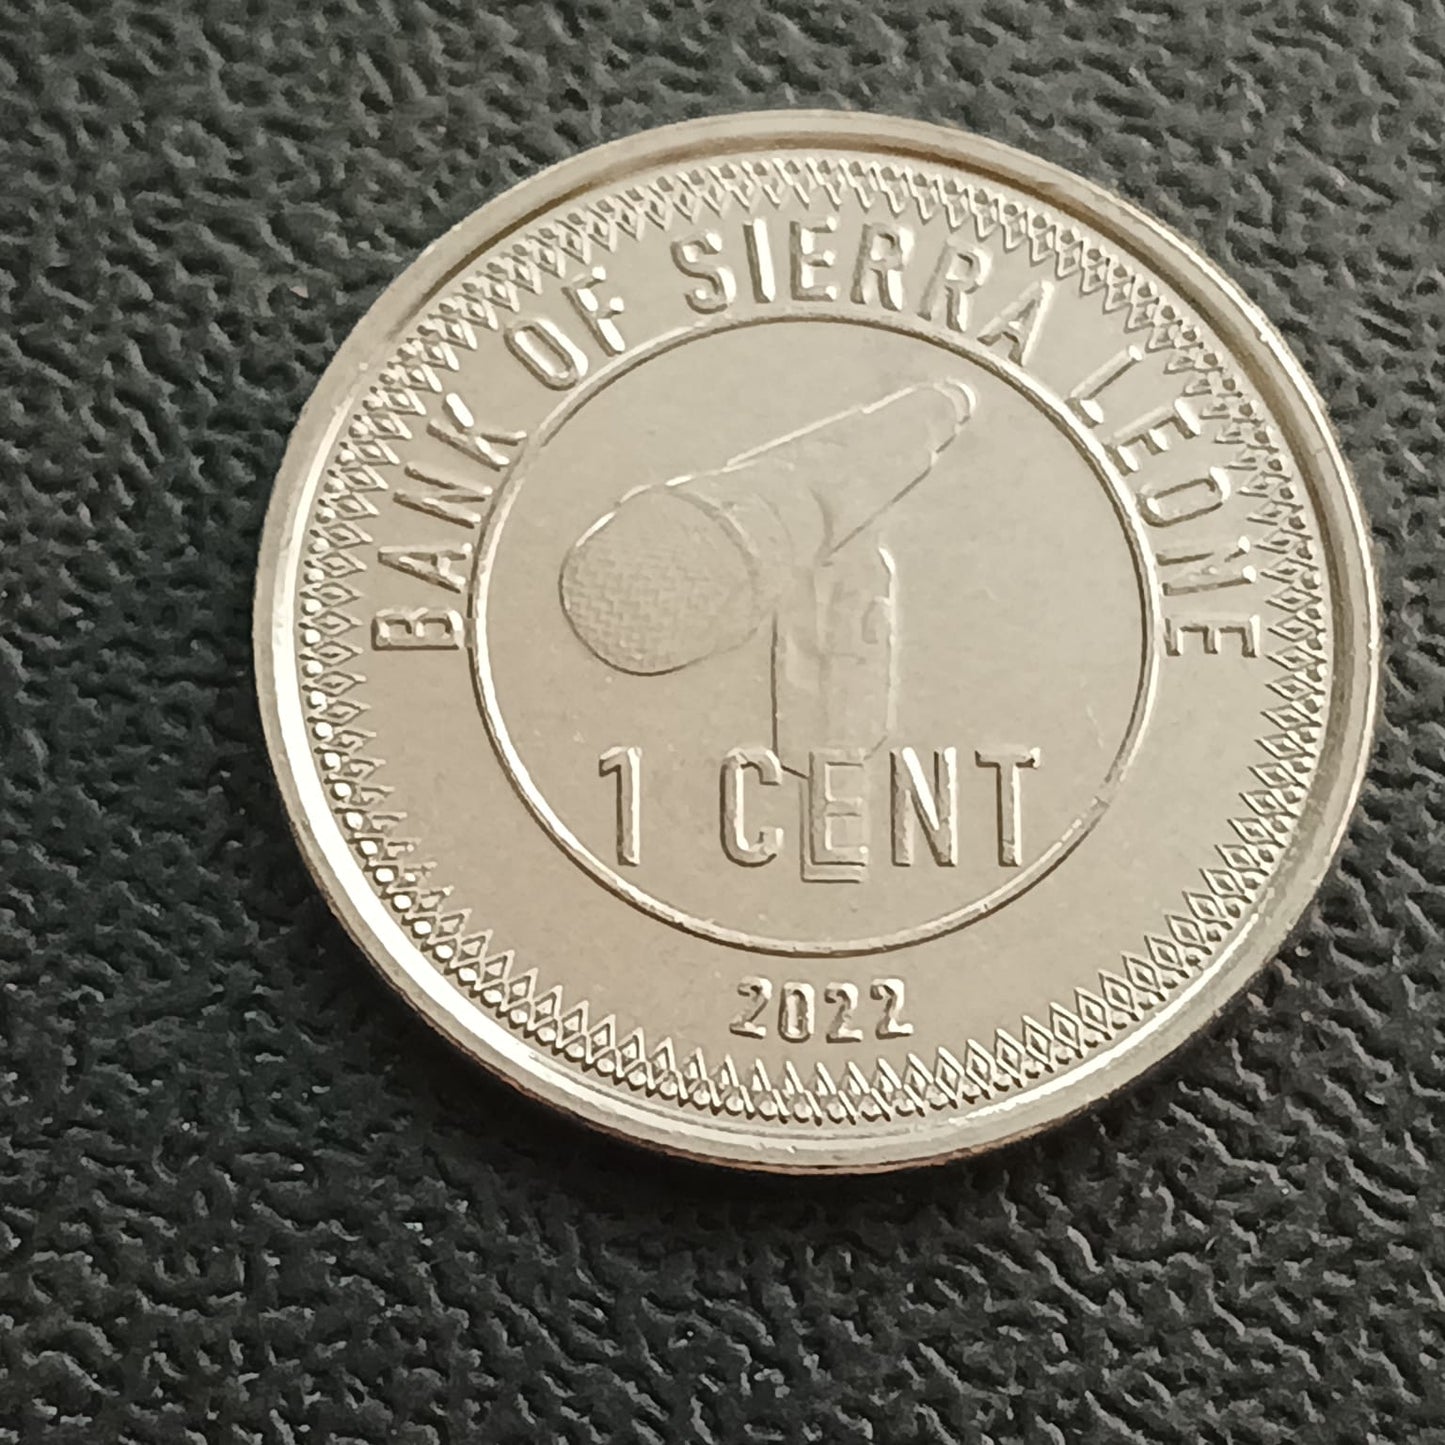 BANK OF SIERRA LEONE
1 CENT
2022